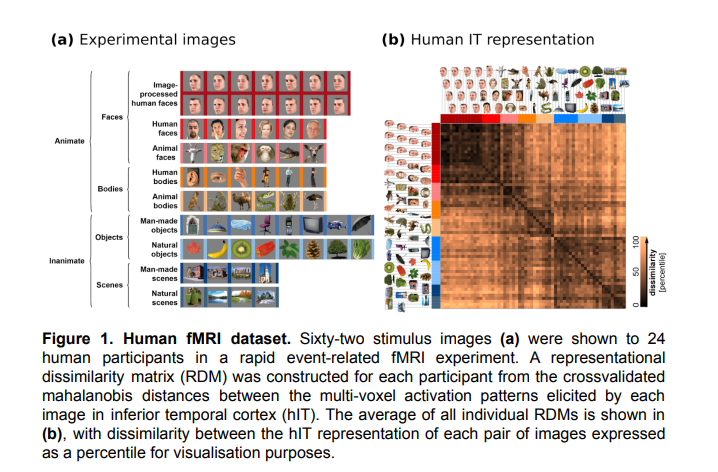 (a) Experimental images
(b) Human IT representation
Animate
Faces
Image-
processed
human faces
Human
faces
Animal
faces
Bodies
Human
bodies
Animal
bodies
Inanimate
Objects
Man-made
objects
Natural
objects
Scenes
Man-made
scenes
Natural
scenes
0
50
100
dissimilarity
[percentile]
Figure 1. Human fMRI dataset. Sixty-two stimulus images (a) were shown to 24
human participants in a rapid event-related fMRI experiment. A representational
dissimilarity matrix (RDM) was constructed for each participant from the crossvalidated
mahalanobis distances between the multi-voxel activation patterns elicited by each
image in inferior temporal cortex (hIT). The average of all individual RDMs is shown in
(b), with dissimilarity between the hIT representation of each pair of images expressed
as a percentile for visualisation purposes.